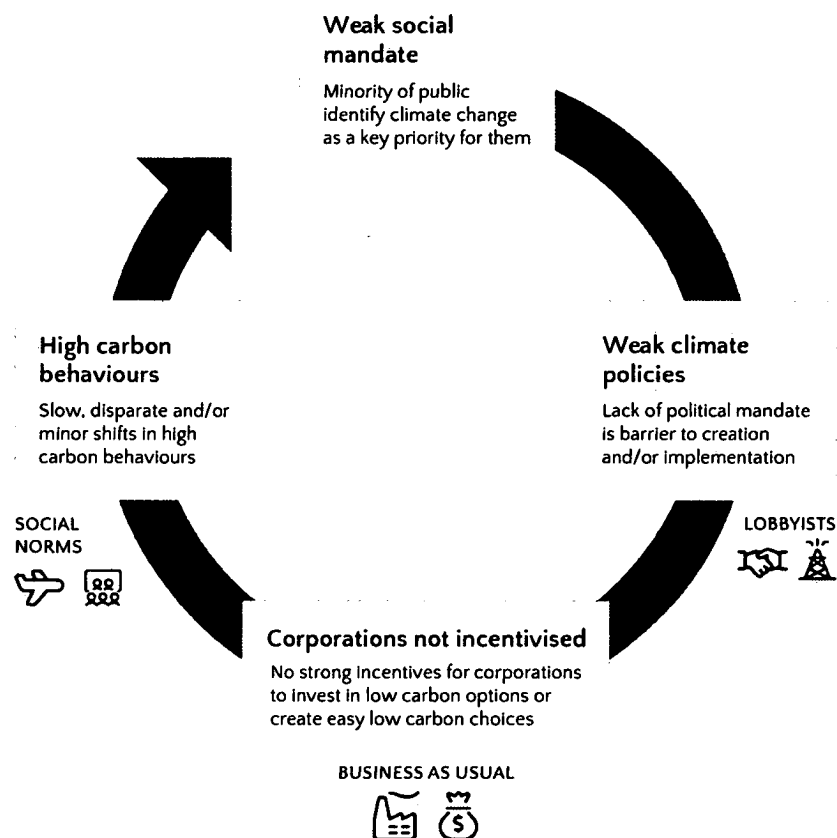 Weak social
mandate
Minority of public
identify climate change
as a key priority for them
High carbon
behaviours
Slow, disparate and/or
minor shifts in high
carbon behaviours
Weak climate
policies
Lack of political mandate
is barrier to creation
and/or implementation
SOCIAL
NORMS
LOBBYISTS
Corporations not incentivised
No strong incentives for corporations
to invest in low carbon options or
create easy low carbon choices
BUSINESS AS USUAL
$